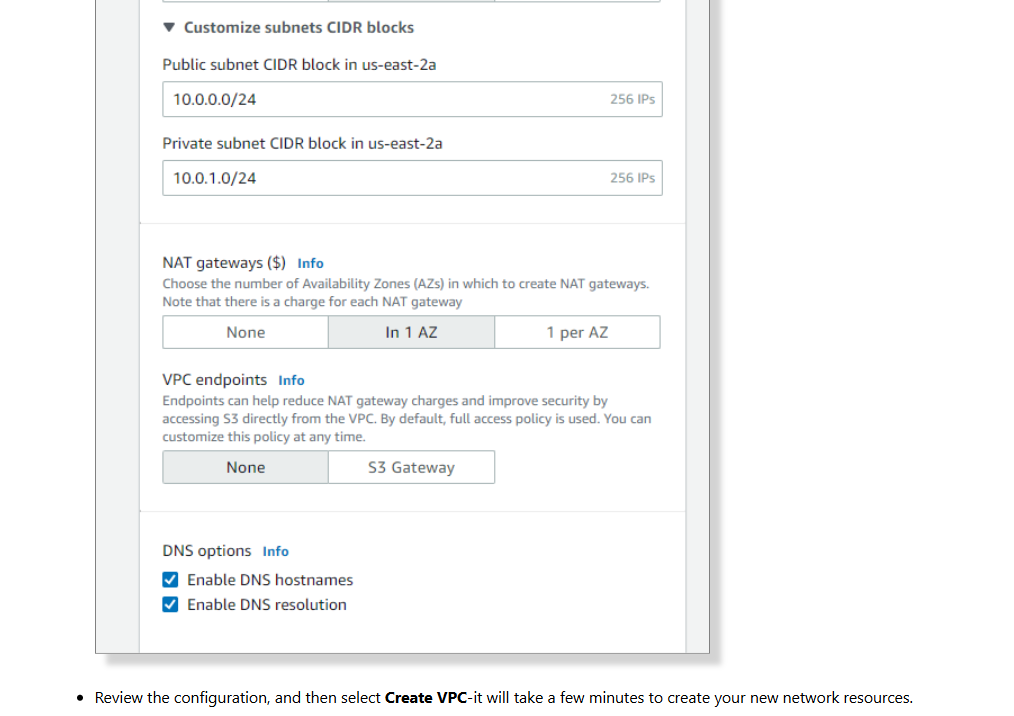 Customize subnets CIDR blocks
Public subnet CIDR block in us-east-2a
10.0.0.0/24 256 IPs
Private subnet CIDR block in us-east-2a
10.0.1.0/24 256 IPs
NAT gateways ($) Info
Choose the number of Availability Zones (AZs) in which to create NAT gateways.
Note that there is a charge for each NAT gateway
None In 1 AZ 1 per AZ
VPC endpoints Info
Endpoints can help reduce NAT gateway charges and improve security by
accessing S3 directly from the VPC. By default, full access policy is used. You can
customize this policy at any time.
None S3 Gateway
DNS options Info
Enable DNS hostnames
Enable DNS resolution
• Review the configuration, and then select Create VPC-it will take a few minutes to create your new network resources.